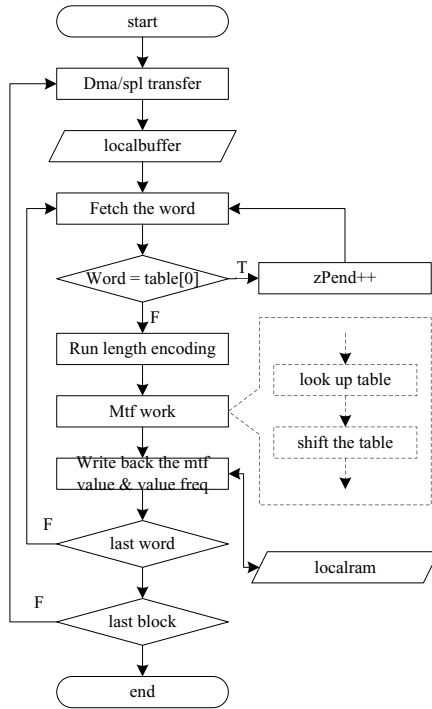 start
Dma/spl transfer
localbuffer
Fetch the word
Word = table[0]
T
zPend++
F
Run length encoding
look up table
Mtf work
shift the table
Write back the mtf
value & value freq
F
last word
localram
F
last block
end